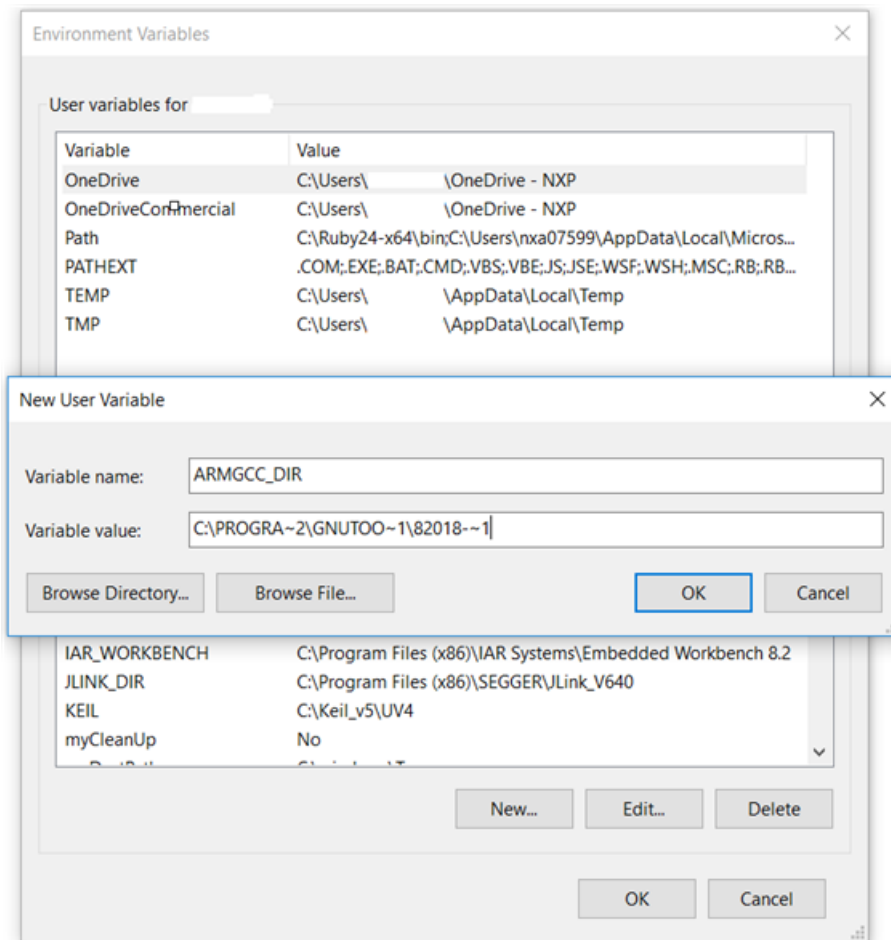 Environment Variables
User variables for
Variable Value
OneDrive C:\Users\ \OneDrive - NXP
OneDriveCommercial C:\Users\ \OneDrive - NXP
Path C:\Ruby24-x64\bin;C:\Users\nxa07599\AppData\Local\Micros...
PATHEXT .COM;.EXE;.BAT;.CMD;.VBS;.VBE;.JS;.JSE;.WSF;.WSH;.MSC;.RB;.RB...
TEMP C:\Users\ \AppData\Local\Temp
TMP C:\Users\ \AppData\Local\Temp
New User Variable
Variable name: ARMGCC_DIR
Variable value: C:\PROGRA~2\GNUTOO~1\82018-~1
Browse Directory... Browse File... OK Cancel
IAR_WORKBENCH C:\Program Files (x86)\IAR Systems\Embedded Workbench 8.2
JLINK_DIR C:\Program Files (x86)\SEGGER\JLink_V640
KEIL C:\Keil_v5\UV4
myCleanUp No
New... Edit... Delete
OK Cancel